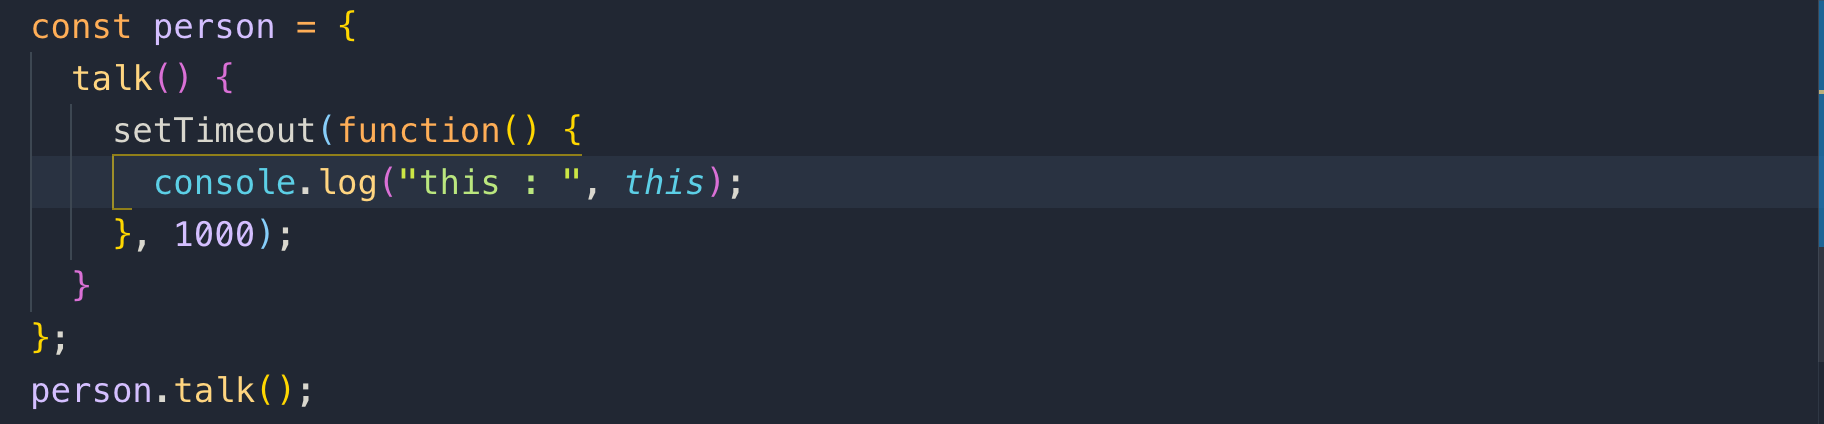 const person = {
  talk() {
    setTimeout(function() {
      console.log("this : ", this);
    }, 1000);
  }
};
person.talk();